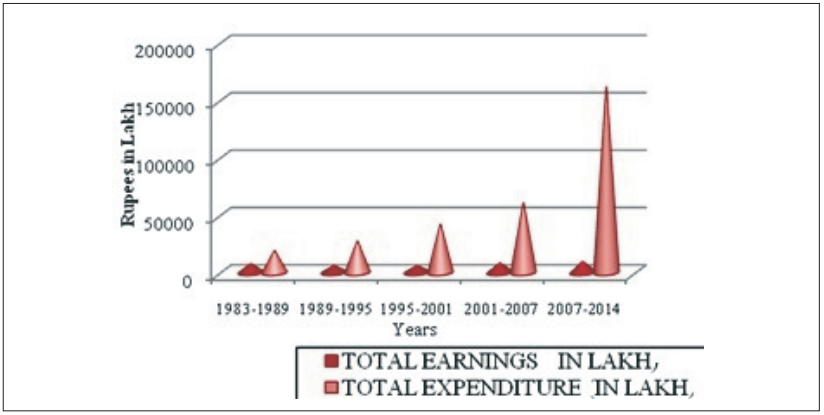 200000
150000
100000
50000
0
Rupees in Lakh
1983-1989 1989-1995 1995-2001 2001-2007 2007-2014
Years
TOTAL EARNINGS IN LAKH,
TOTAL EXPENDITURE IN LAKH,